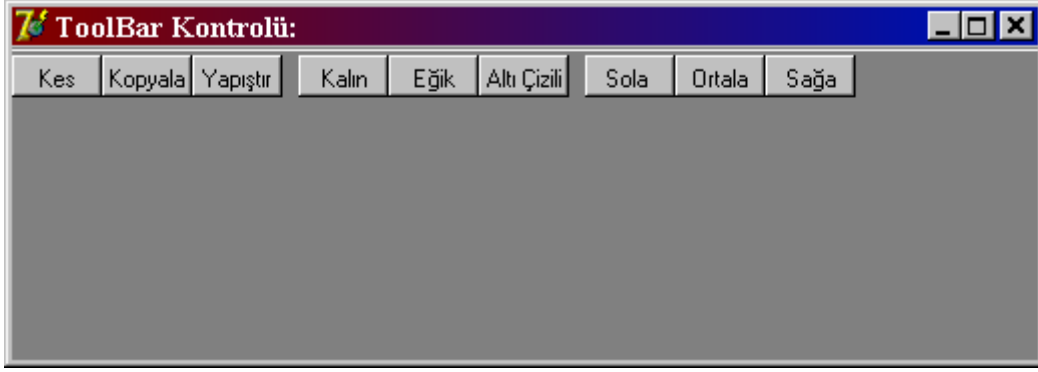 ToolBar Kontrolü:
Kes Kopyala Yapıştır Kalın Eğik Altı Çizili Sola Ortala Sağa